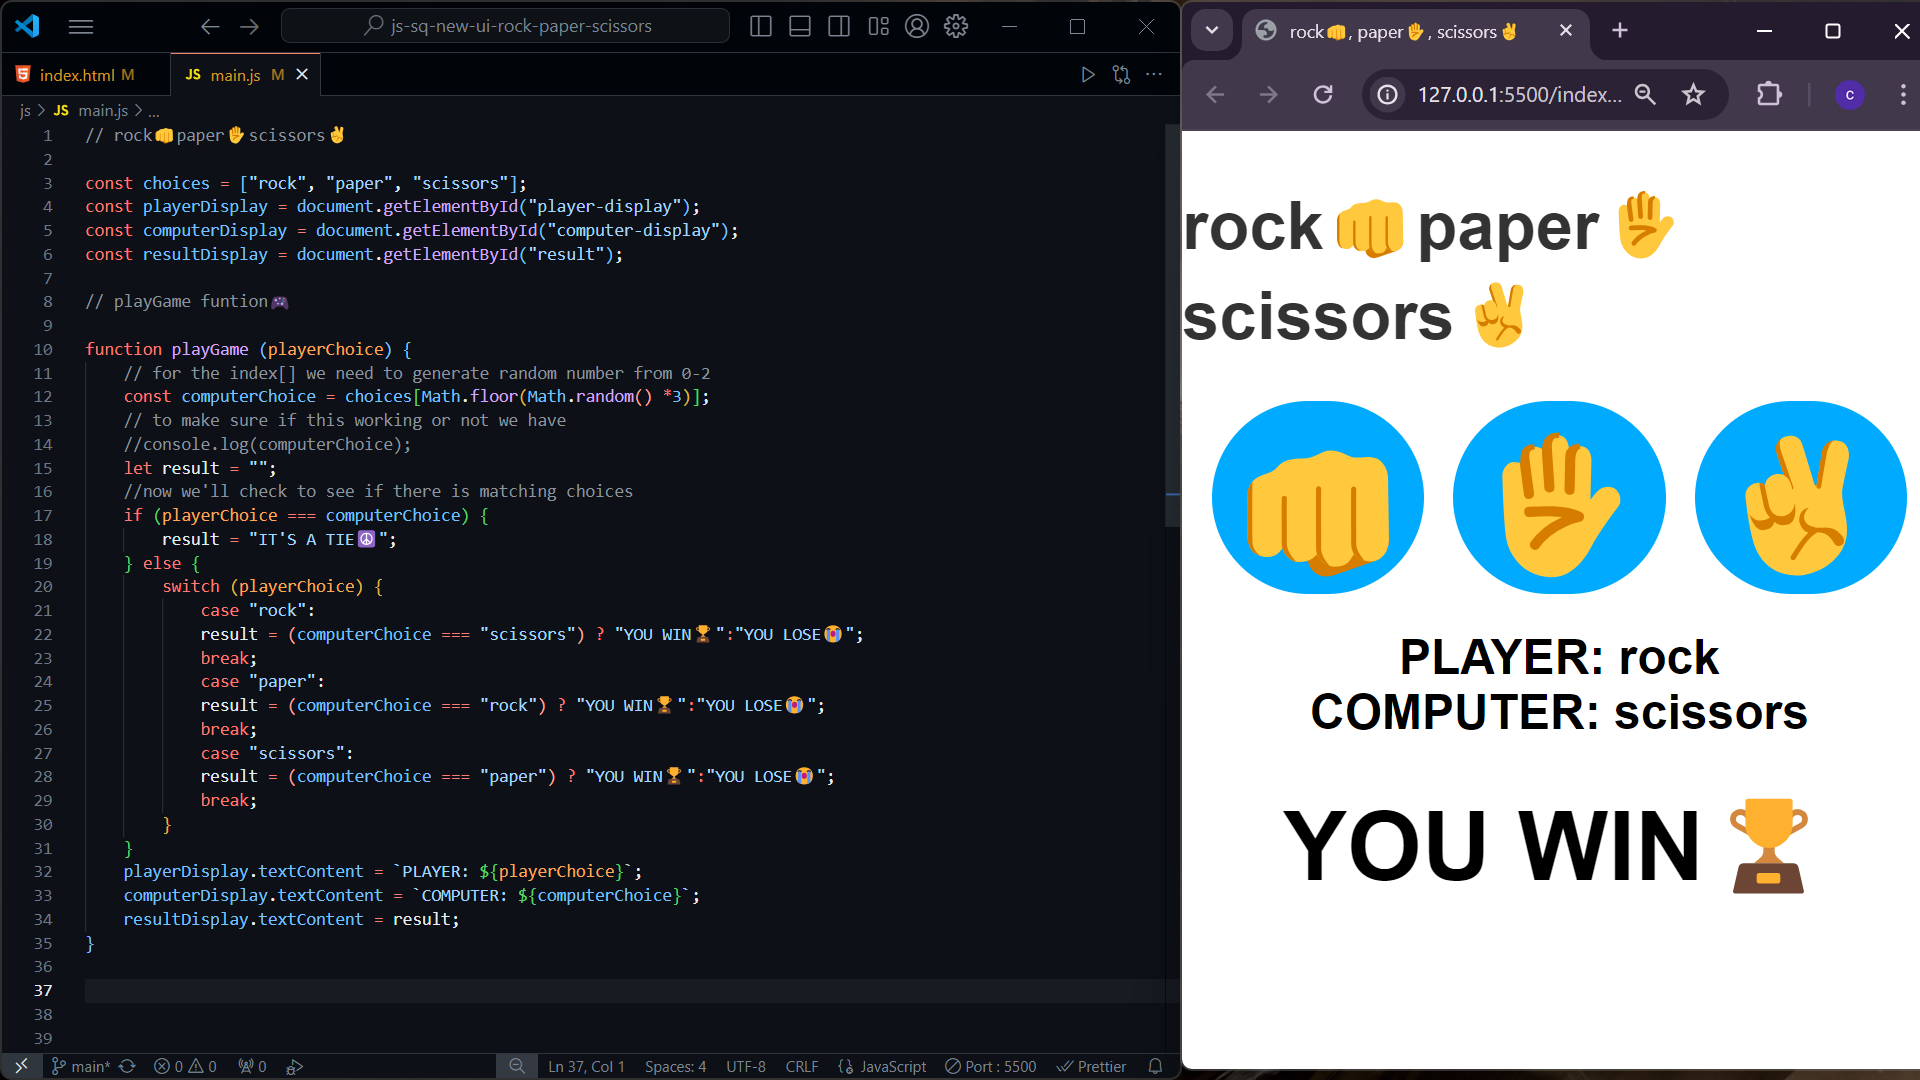 js-sq-new-ui-rock-paper-scissors
index.html M
JS main.js M
js > JS main.js > ...
1 // rock👊paper✋scissors✌
2
3 const choices = ["rock", "paper", "scissors"];
4 const playerDisplay = document.getElementById("player-display");
5 const computerDisplay = document.getElementById("computer-display");
6 const resultDisplay = document.getElementById("result");
7
8 // playGame funtion🎮
9
10 function playGame (playerChoice) {
11 // for the index[] we need to generate random number from 0-2
12 const computerChoice = choices[Math.floor(Math.random() *3)];
13 // to make sure if this working or not we have
14 //console.log(computerChoice);
15 let result = "";
16 //now we'll check to see if there is matching choices
17 if (playerChoice === computerChoice) {
18 result = "IT'S A TIE☮";
19 } else {
20 switch (playerChoice) {
21 case "rock":
22 result = (computerChoice === "scissors") ? "YOU WIN🏆":"YOU LOSE😭";
23 break;
24 case "paper":
25 result = (computerChoice === "rock") ? "YOU WIN🏆":"YOU LOSE😭";
26 break;
27 case "scissors":
28 result = (computerChoice === "paper") ? "YOU WIN🏆":"YOU LOSE😭";
29 break;
30 }
31 }
32 playerDisplay.textContent = `PLAYER: ${playerChoice}`;
33 computerDisplay.textContent = `COMPUTER: ${computerChoice}`;
34 resultDisplay.textContent = result;
35 }
36
37
38
39
main* 0 0 0 Ln 37, Col 1 Spaces: 4 UTF-8 CRLF JavaScript Port : 5500 Prettier
rock👊, paper✋, scissors✌
127.0.0.1:5500/index... c
rock👊paper✋
scissors✌
👊 ✋ ✌
PLAYER: rock
COMPUTER: scissors
YOU WIN🏆